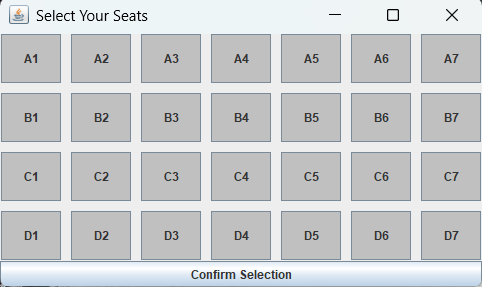 Select Your Seats
A1 A2 A3 A4 A5 A6 A7
B1 B2 B3 B4 B5 B6 B7
C1 C2 C3 C4 C5 C6 C7
D1 D2 D3 D4 D5 D6 D7
Confirm Selection